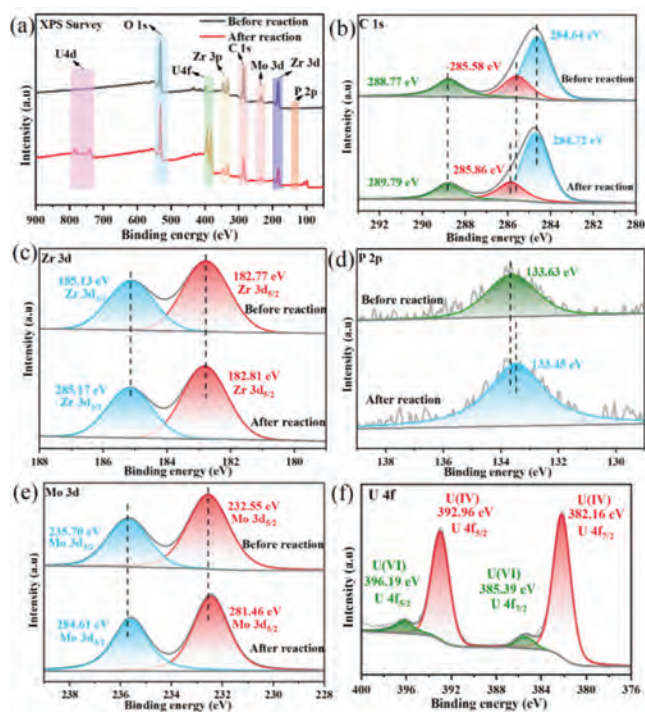 (a) XPS Survey
O 1s
Before reaction
After reaction
U4d
U4f
Zr 3p
C 1s
Mo 3d
Zr 3d
P 2p
Intensity (a.u)
900 800 700 600 500 400 300 200 100
Binding energy (eV)
(b) C 1s
284.64 eV
285.58 eV
288.77 eV
Before reaction
284.72 eV
285.86 eV
289.79 eV
After reaction
Intensity (a.u)
292 290 288 286 284 282 280
Binding energy (eV)
(c) Zr 3d
185.13 eV
Zr 3d3/2
182.77 eV
Zr 3d5/2
Before reaction
285.17 eV
Zr 3d3/2
182.81 eV
Zr 3d5/2
After reaction
Intensity (a.u)
188 186 184 182 180
Binding energy (eV)
(d) P 2p
133.63 eV
Before reaction
133.45 eV
After reaction
Intensity (a.u)
138 136 134 132 130
Binding energy (eV)
(e) Mo 3d
232.55 eV
Mo 3d5/2
235.70 eV
Mo 3d3/2
Before reaction
281.46 eV
Mo 3d5/2
284.61 eV
Mo 3d3/2
After reaction
Intensity (a.u)
238 236 234 232 230
Binding energy (eV)
(f) U 4f
U(IV)
392.96 eV
U 4f5/2
U(IV)
382.16 eV
U 4f7/2
U(VI)
396.19 eV
U 4f5/2
U(VI)
385.39 eV
U 4f7/2
Intensity (a.u)
400 396 392 388 384 380 376
Binding energy (eV)